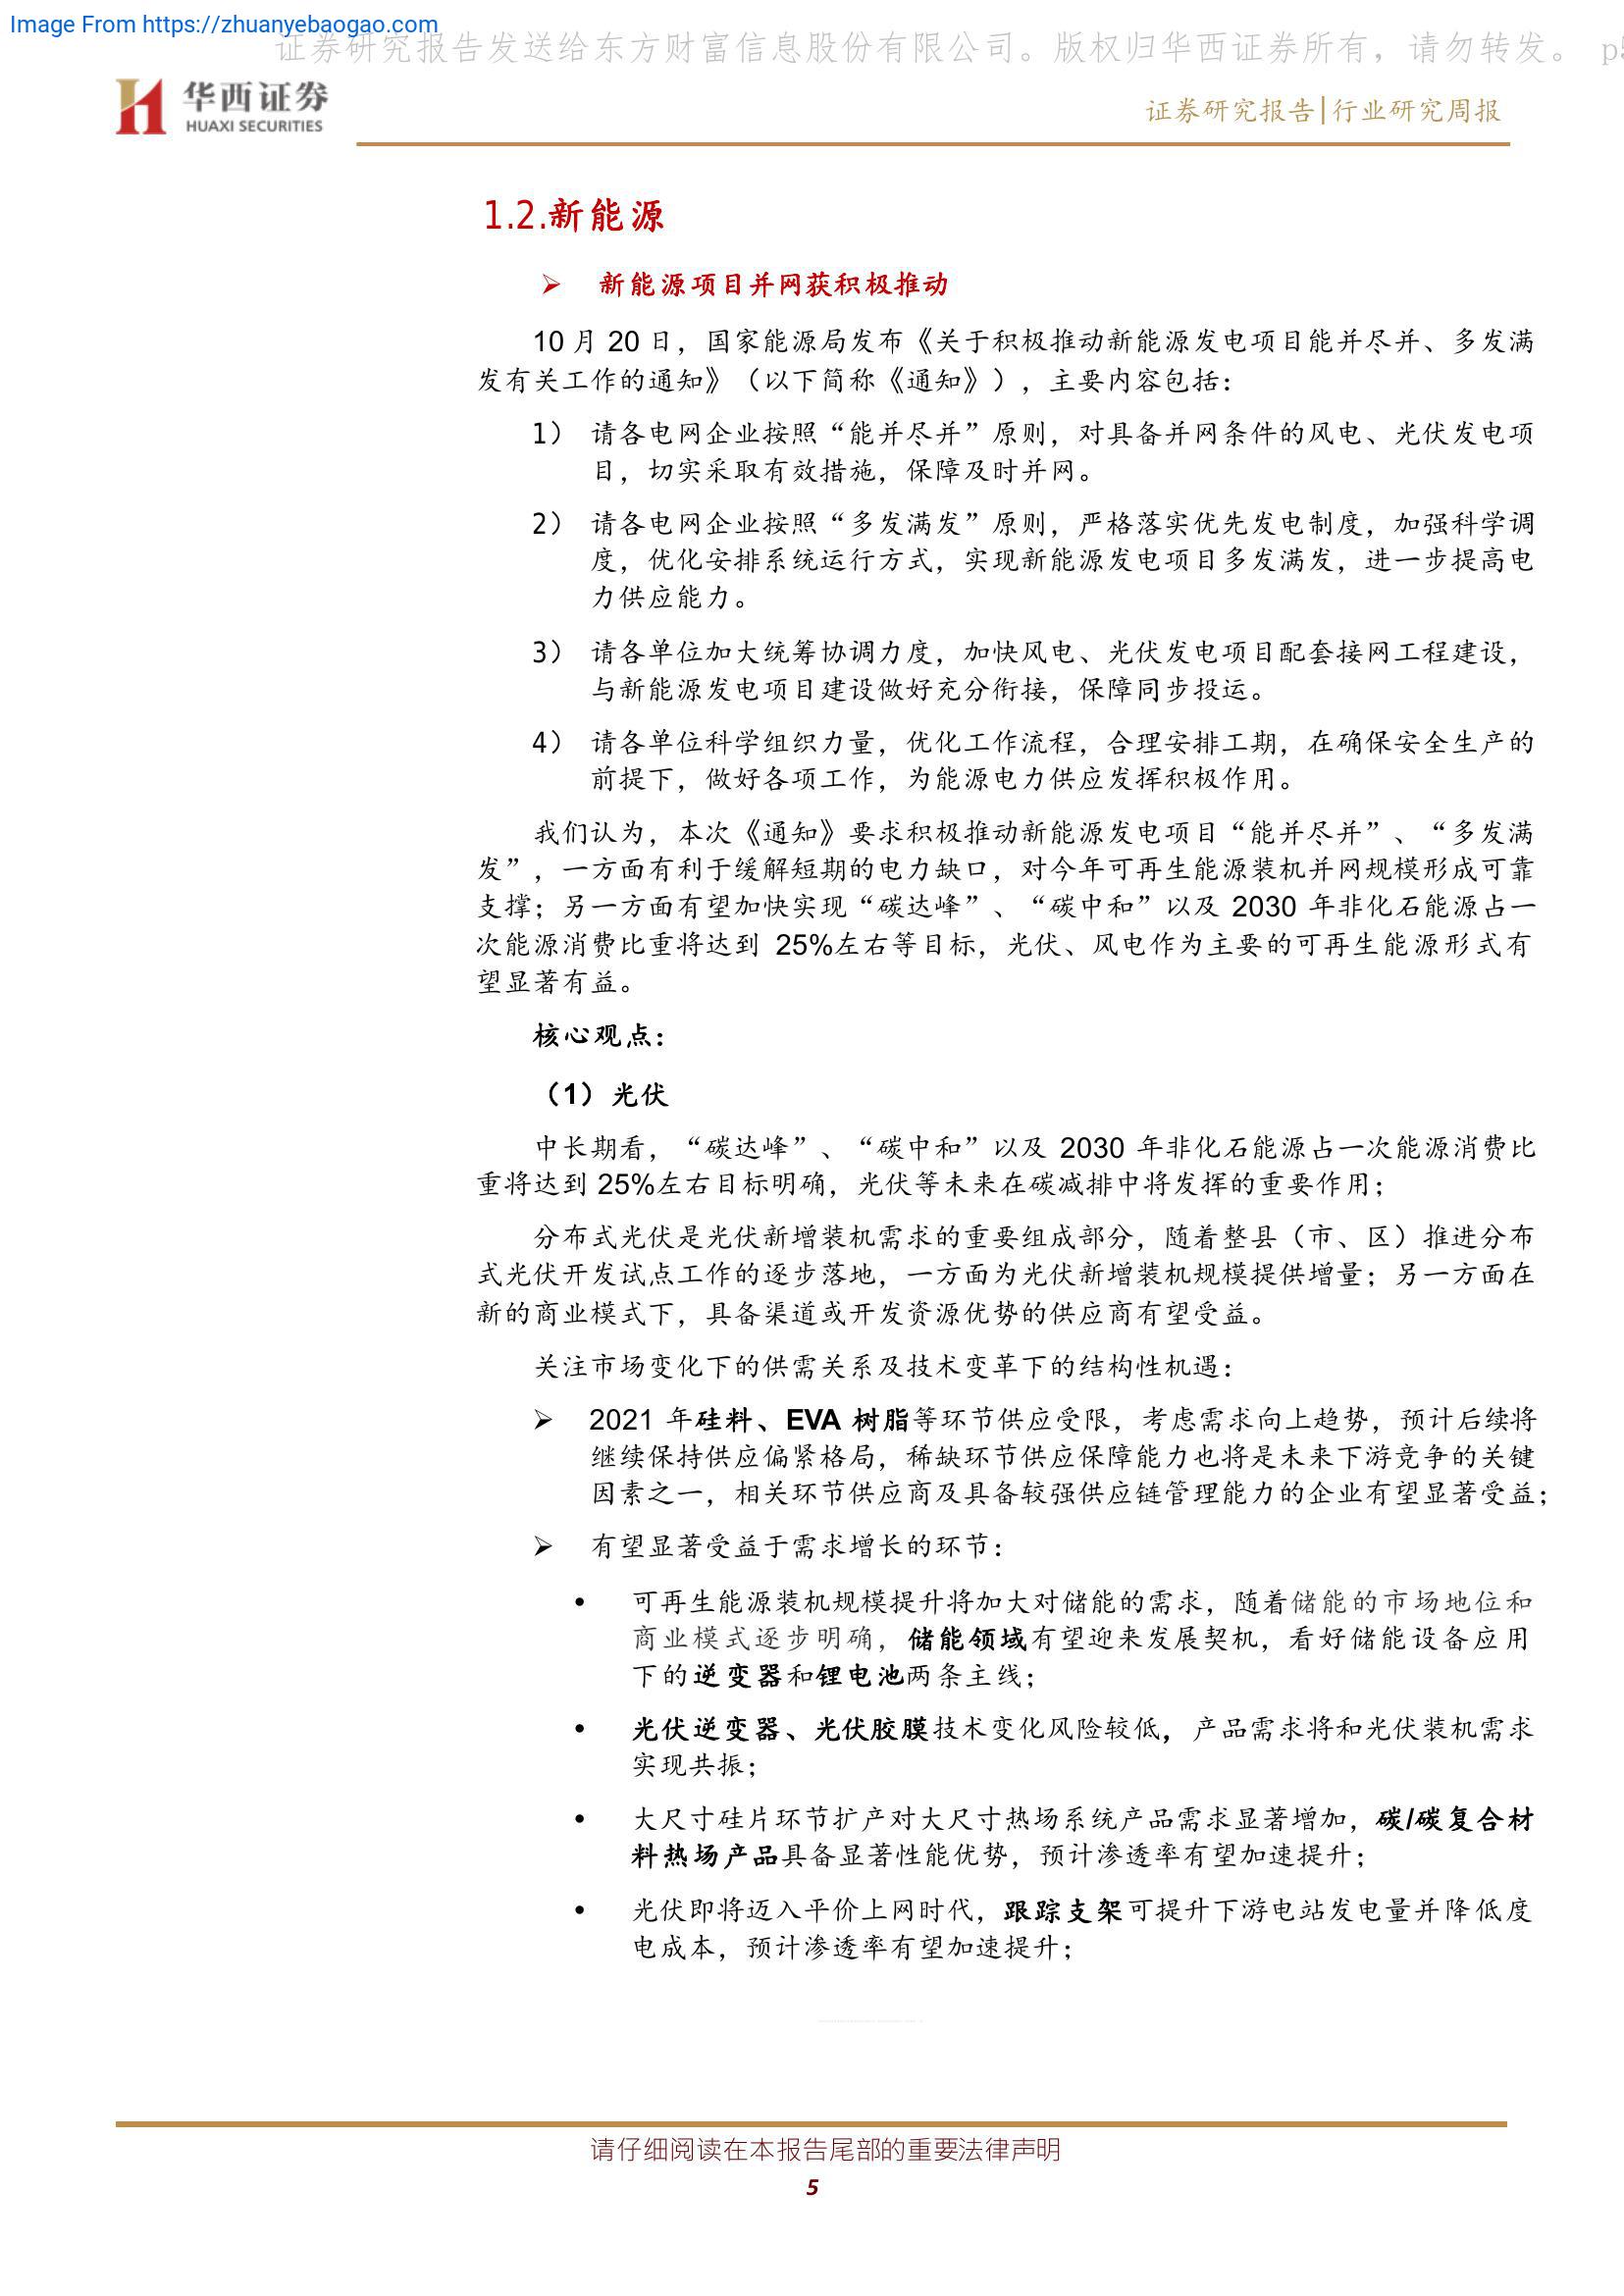 Image From https://zhuanyebaogao.com
证券研究报告发送给东方财富信息股份有限公司。版权归华西证券所有，请勿转发。 p5
华西证券
HUAXI SECURITIES
证券研究报告|行业研究周报
1.2.新能源
➢ 新能源项目并网获积极推动
10 月 20 日，国家能源局发布《关于积极推动新能源发电项目能并尽并、多发满
发有关工作的通知》（以下简称《通知》），主要内容包括：
1） 请各电网企业按照“能并尽并”原则，对具备并网条件的风电、光伏发电项
目，切实采取有效措施，保障及时并网。
2） 请各电网企业按照“多发满发”原则，严格落实优先发电制度，加强科学调
度，优化安排系统运行方式，实现新能源发电项目多发满发，进一步提高电
力供应能力。
3） 请各单位加大统筹协调力度，加快风电、光伏发电项目配套接网工程建设，
与新能源发电项目建设做好充分衔接，保障同步投运。
4） 请各单位科学组织力量，优化工作流程，合理安排工期，在确保安全生产的
前提下，做好各项工作，为能源电力供应发挥积极作用。
我们认为，本次《通知》要求积极推动新能源发电项目“能并尽并”、“多发满
发”，一方面有利于缓解短期的电力缺口，对今年可再生能源装机并网规模形成可靠
支撑；另一方面有望加快实现“碳达峰”、“碳中和”以及 2030 年非化石能源占一
次能源消费比重将达到 25%左右等目标，光伏、风电作为主要的可再生能源形式有
望显著有益。
核心观点：
（1）光伏
中长期看，“碳达峰”、“碳中和”以及 2030 年非化石能源占一次能源消费比
重将达到 25%左右目标明确，光伏等未来在碳减排中将发挥的重要作用；
分布式光伏是光伏新增装机需求的重要组成部分，随着整县（市、区）推进分布
式光伏开发试点工作的逐步落地，一方面为光伏新增装机规模提供增量；另一方面在
新的商业模式下，具备渠道或开发资源优势的供应商有望受益。
关注市场变化下的供需关系及技术变革下的结构性机遇：
➢ 2021 年硅料、EVA 树脂等环节供应受限，考虑需求向上趋势，预计后续将
继续保持供应偏紧格局，稀缺环节供应保障能力也将是未来下游竞争的关键
因素之一，相关环节供应商及具备较强供应链管理能力的企业有望显著受益；
➢ 有望显著受益于需求增长的环节：
• 可再生能源装机规模提升将加大对储能的需求，随着储能的市场地位和
商业模式逐步明确，储能领域有望迎来发展契机，看好储能设备应用
下的逆变器和锂电池两条主线；
• 光伏逆变器、光伏胶膜技术变化风险较低，产品需求将和光伏装机需求
实现共振；
• 大尺寸硅片环节扩产对大尺寸热场系统产品需求显著增加，碳/碳复合材
料热场产品具备显著性能优势，预计渗透率有望加速提升；
• 光伏即将迈入平价上网时代，跟踪支架可提升下游电站发电量并降低度
电成本，预计渗透率有望加速提升；
请仔细阅读在本报告尾部的重要法律声明
5